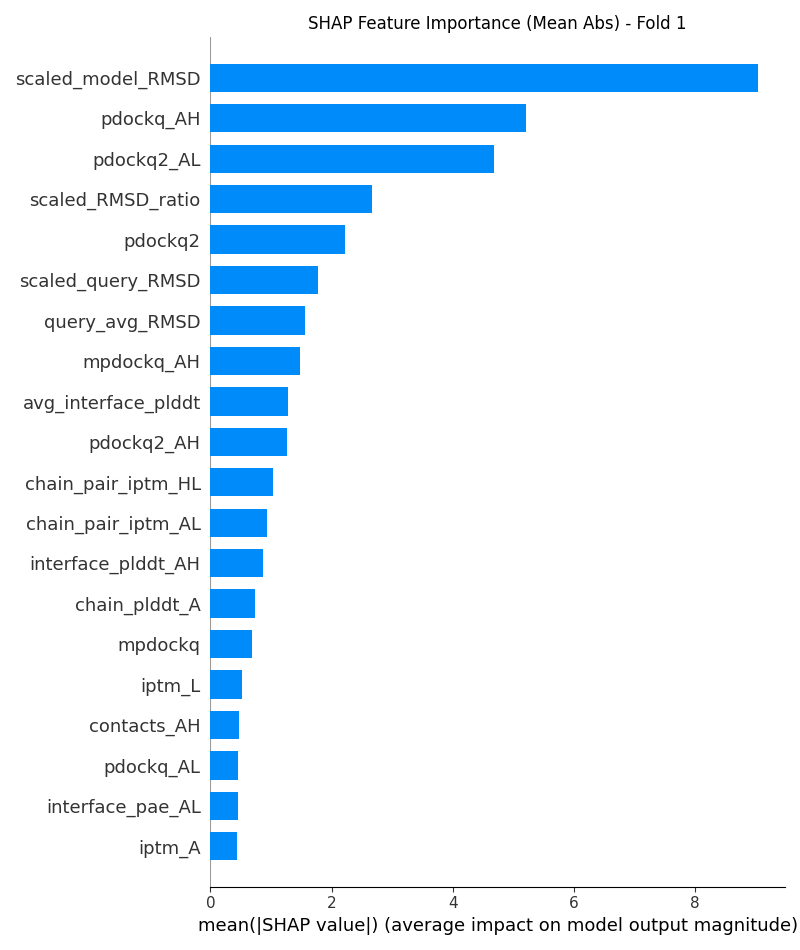 SHAP Feature Importance (Mean Abs) - Fold 1
scaled_model_RMSD
pdockq_AH
pdockq2_AL
scaled_RMSD_ratio
pdockq2
scaled_query_RMSD
query_avg_RMSD
mpdockq_AH
avg_interface_plddt
pdockq2_AH
chain_pair_iptm_HL
chain_pair_iptm_AL
interface_plddt_AH
chain_plddt_A
mpdockq
iptm_L
contacts_AH
pdockq_AL
interface_pae_AL
iptm_A
0 2 4 6 8
mean(|SHAP value|) (average impact on model output magnitude)